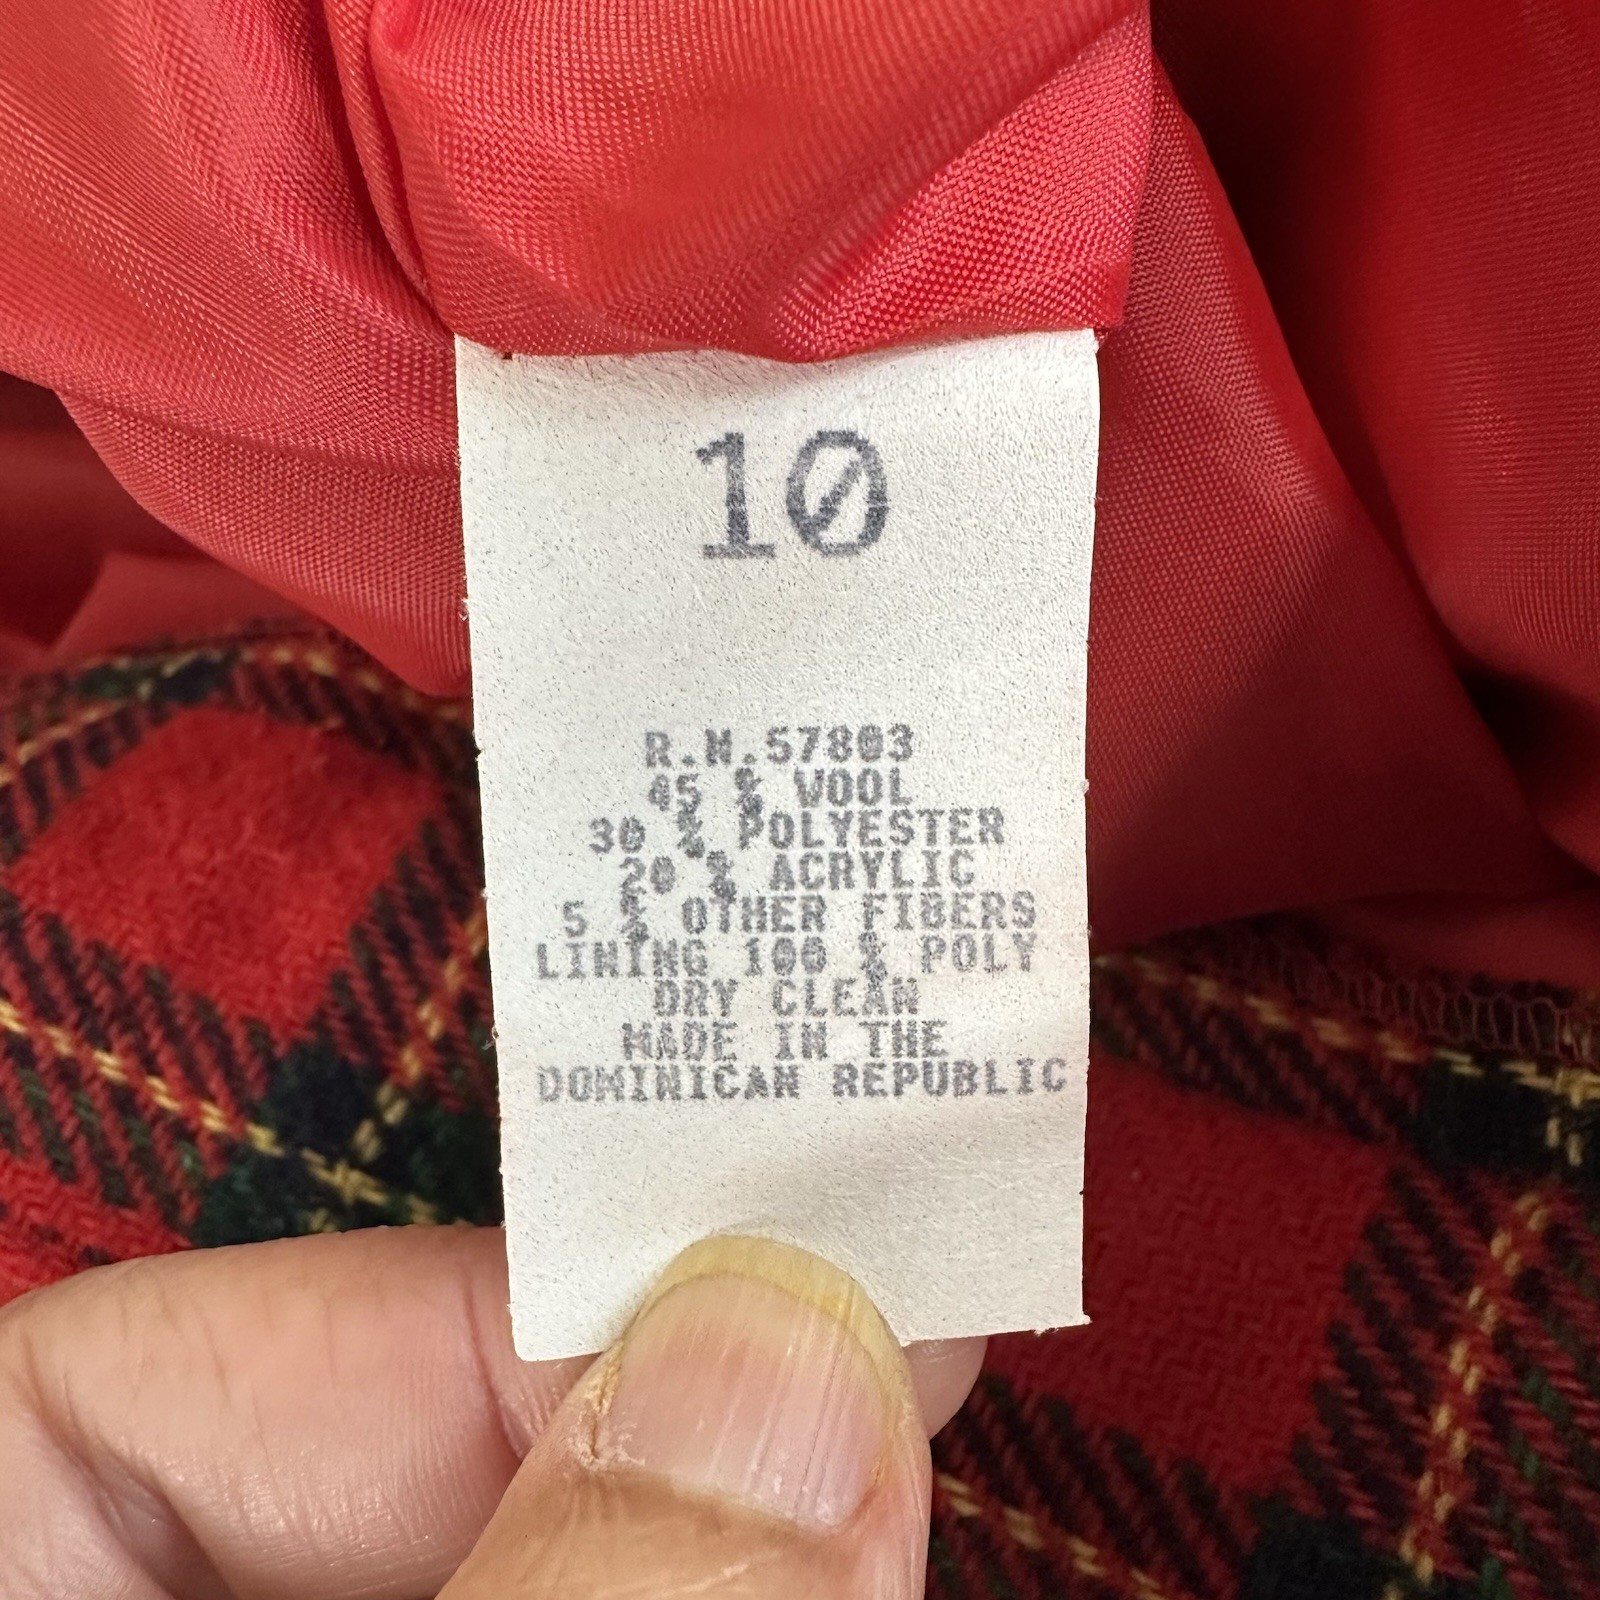 10
R.N.57803
45 % WOOL
30 % POLYESTER
20 % ACRYLIC
5 % OTHER FIBERS
LINING 100 % POLY
DRY CLEAN
MADE IN THE
DOMINICAN REPUBLIC